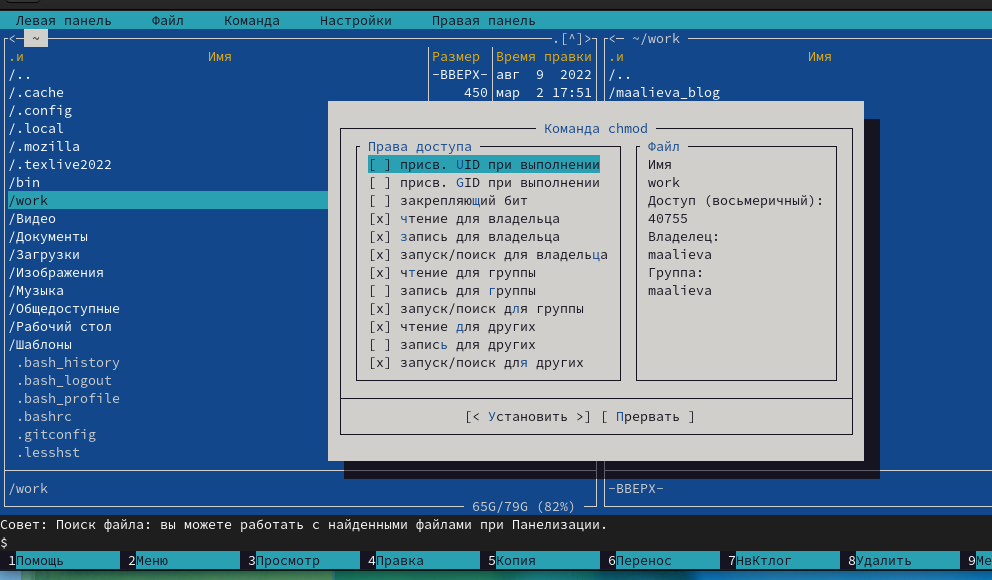 Левая панель Файл Команда Настройки Правая панель
<- ~ .[^]> <- ~/work
.и Имя Размер Время правки .и Имя
/.. -ВВЕРХ- авг 9 2022 /..
/.cache 450 мар 2 17:51 /maalieva_blog
/.config
/.local Команда chmod
/.mozilla Права доступа Файл
/.texlive2022 [ ] присв. UID при выполнении Имя
/bin [ ] присв. GID при выполнении work
/work [ ] закрепляющий бит Доступ (восьмеричный):
/Видео [x] чтение для владельца 40755
/Документы [x] запись для владельца Владелец:
/Загрузки [x] запуск/поиск для владельца maalieva
/Изображения [x] чтение для группы Группа:
/Музыка [ ] запись для группы maalieva
/Общедоступные [x] запуск/поиск для группы
/Рабочий стол [x] чтение для других
/Шаблоны [ ] запись для других
.bash_history [x] запуск/поиск для других
.bash_logout
.bash_profile
.bashrc [< Установить >] [ Прервать ]
.gitconfig
.lesshst
/work -ВВЕРХ-
65G/79G (82%)
Совет: Поиск файла: вы можете работать с найденными файлами при Панелизации.
$
1Помощь 2Меню 3Просмотр 4Правка 5Копия 6Перенос 7НвКтлог 8Удалить 9Ме